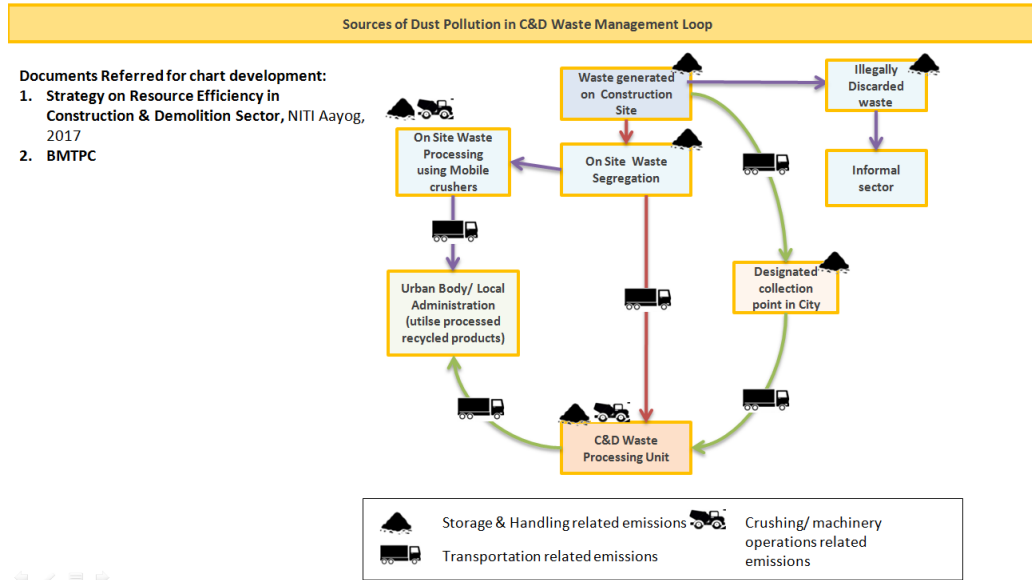 Sources of Dust Pollution in C&D Waste Management Loop
Documents Referred for chart development:
1. Strategy on Resource Efficiency in
Construction & Demolition Sector, NITI Aayog,
2017
2. BMTPC
Waste generated
on Construction
Site
Illegally
Discarded
waste
On Site Waste
Processing
using Mobile
crushers
On Site Waste
Segregation
Informal
sector
Urban Body/ Local
Administration
(utilse processed
recycled products)
Designated
collection
point in City
C&D Waste
Processing Unit
Storage & Handling related emissions
Transportation related emissions
Crushing/ machinery
operations related
emissions